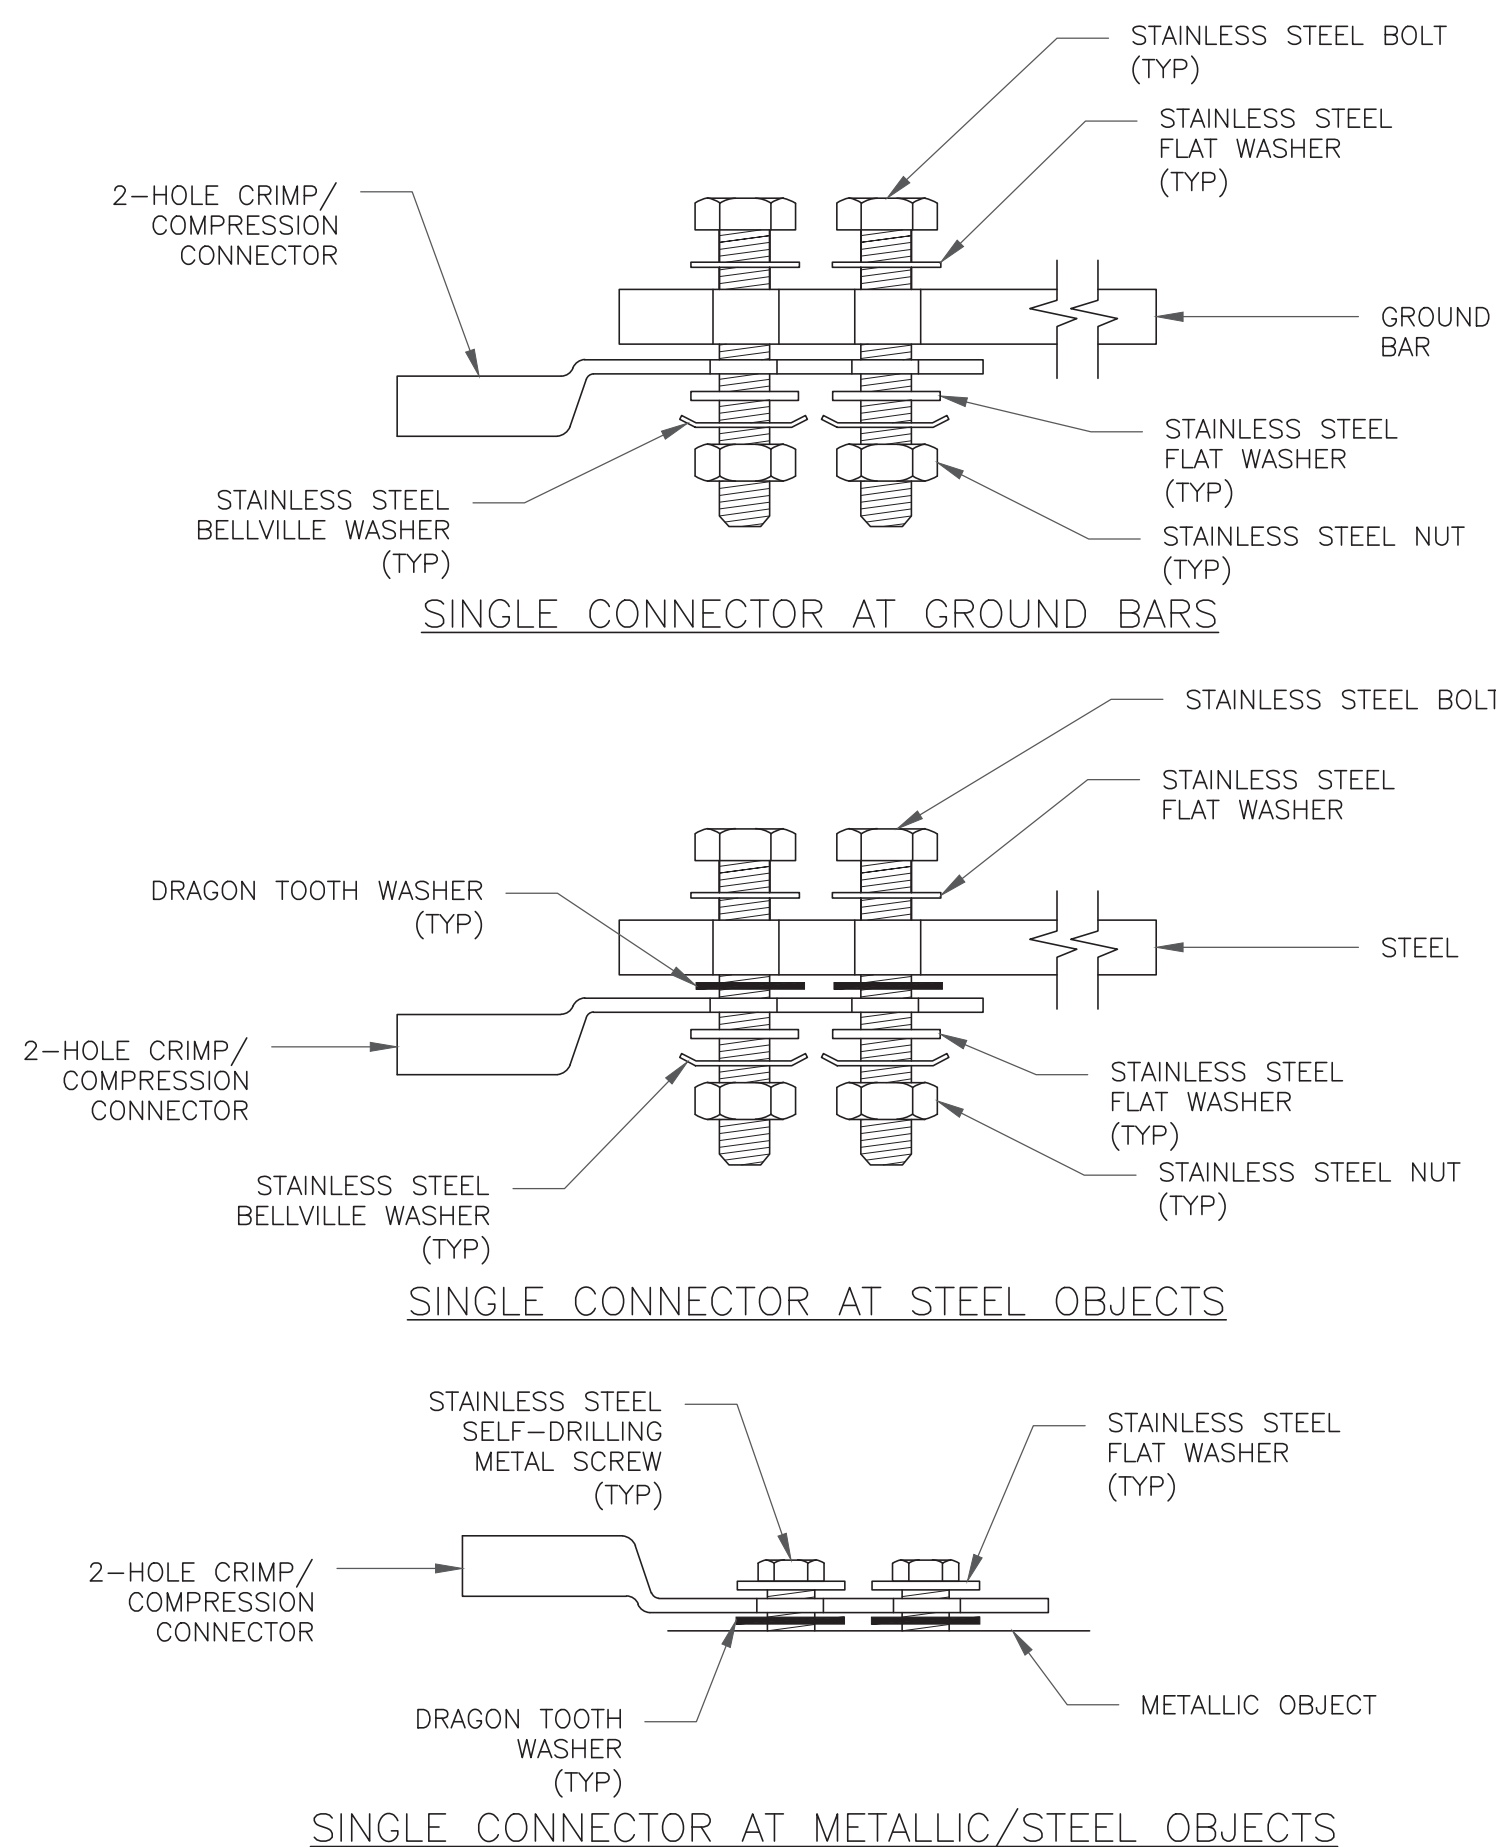 STAINLESS STEEL BOLT
(TYP)
STAINLESS STEEL
FLAT WASHER
(TYP)
2-HOLE CRIMP/
COMPRESSION
CONNECTOR
GROUND
BAR
STAINLESS STEEL
FLAT WASHER
(TYP)
STAINLESS STEEL
BELLVILLE WASHER
(TYP)
STAINLESS STEEL NUT
(TYP)
SINGLE CONNECTOR AT GROUND BARS
STAINLESS STEEL BOLT
STAINLESS STEEL
FLAT WASHER
DRAGON TOOTH WASHER
(TYP)
STEEL
2-HOLE CRIMP/
COMPRESSION
CONNECTOR
STAINLESS STEEL
FLAT WASHER
(TYP)
STAINLESS STEEL NUT
(TYP)
STAINLESS STEEL
BELLVILLE WASHER
(TYP)
SINGLE CONNECTOR AT STEEL OBJECTS
STAINLESS STEEL
SELF-DRILLING
METAL SCREW
(TYP)
STAINLESS STEEL
FLAT WASHER
(TYP)
2-HOLE CRIMP/
COMPRESSION
CONNECTOR
METALLIC OBJECT
DRAGON TOOTH
WASHER
(TYP)
SINGLE CONNECTOR AT METALLIC/STEEL OBJECTS